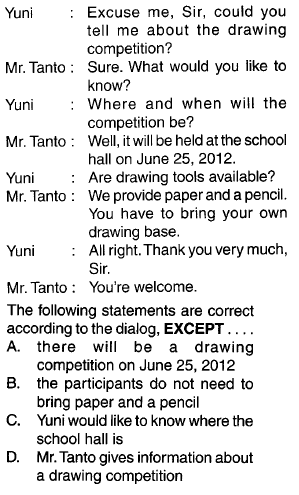 Yuni : Excuse me, Sir, could you
tell me about the drawing
competition?
Mr. Tanto : Sure. What would you like to
know?
Yuni : Where and when will the
competition be?
Mr. Tanto : Well, it will be held at the school
hall on June 25, 2012.
Yuni : Are drawing tools available?
Mr. Tanto : We provide paper and a pencil.
You have to bring your own
drawing base.
Yuni : All right. Thank you very much,
Sir.
Mr. Tanto : You're welcome.
The following statements are correct
according to the dialog, EXCEPT . . . .
A. there will be a drawing
competition on June 25, 2012
B. the participants do not need to
bring paper and a pencil
C. Yuni would like to know where the
school hall is
D. Mr. Tanto gives information about
a drawing competition